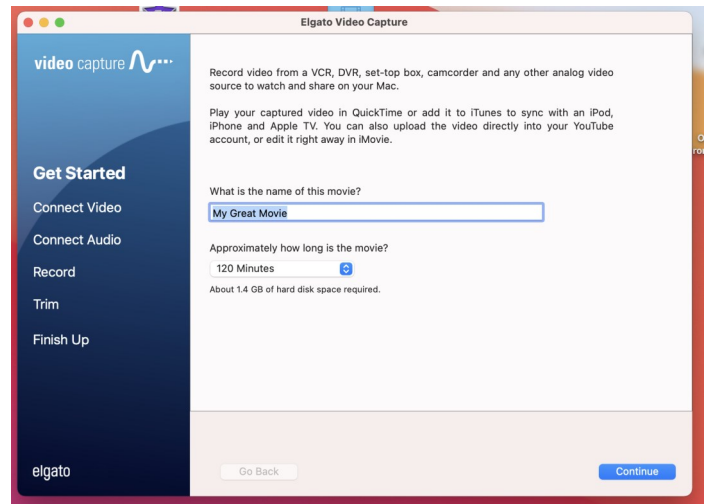 Elgato Video Capture
video capture
Record video from a VCR, DVR, set-top box, camcorder and any other analog video
source to watch and share on your Mac.
Play your captured video in QuickTime or add it to iTunes to sync with an iPod,
iPhone and Apple TV. You can also upload the video directly into your YouTube
account, or edit it right away in iMovie.
Get Started
Connect Video
Connect Audio
Record
Trim
Finish Up
What is the name of this movie?
My Great Movie
Approximately how long is the movie?
120 Minutes
About 1.4 GB of hard disk space required.
elgato
Go Back
Continue